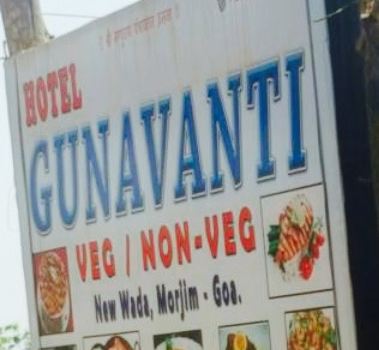 HOTEL
GUNAVANTI
VEG / NON-VEG
New Wada, Morjim - Goa.